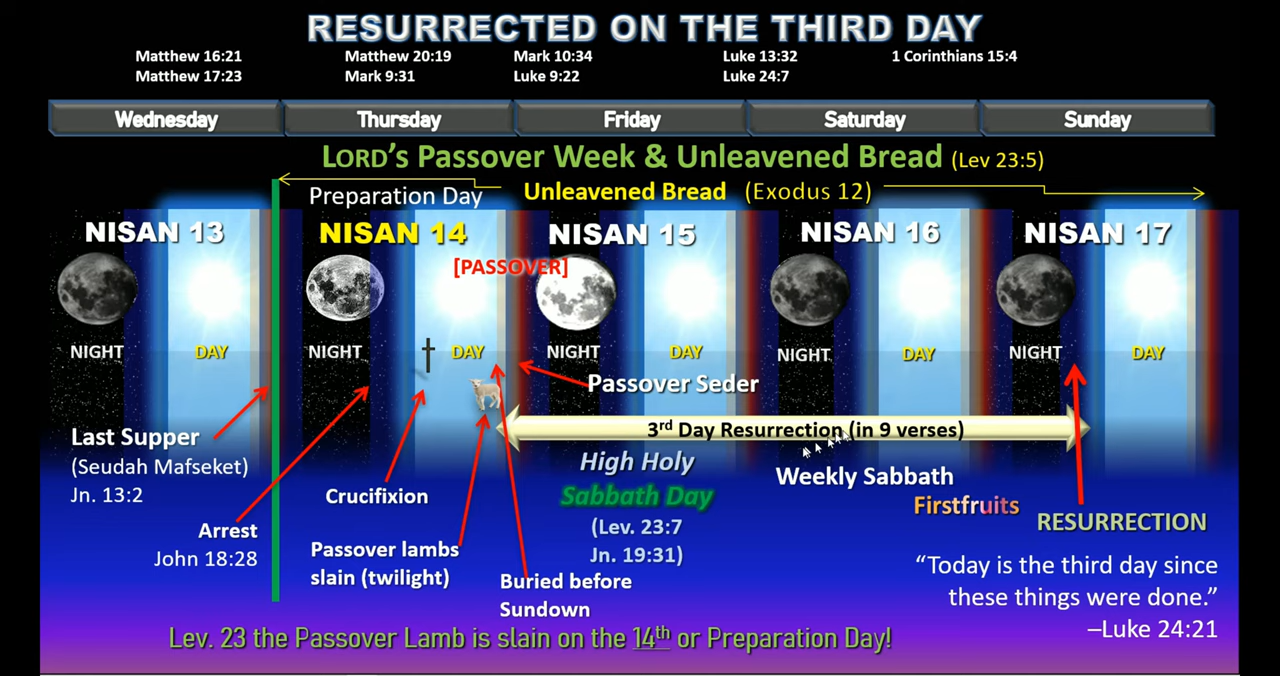 RESURRECTED ON THE THIRD DAY
Matthew 16:21 Matthew 20:19 Mark 10:34 Luke 13:32 1 Corinthians 15:4
Matthew 17:23 Mark 9:31 Luke 9:22 Luke 24:7
Wednesday Thursday Friday Saturday Sunday
LORD's Passover Week & Unleavened Bread (Lev 23:5)
Preparation Day Unleavened Bread (Exodus 12)
NISAN 13 NISAN 14 NISAN 15 NISAN 16 NISAN 17
[PASSOVER]
NIGHT DAY NIGHT DAY NIGHT DAY NIGHT DAY NIGHT DAY
Passover Seder
3rd Day Resurrection (in 9 verses)
Last Supper
(Seudah Mafseket)
Jn. 13:2
High Holy
Sabbath Day
(Lev. 23:7
Jn. 19:31)
Weekly Sabbath
Firstfruits
RESURRECTION
Crucifixion
Arrest
John 18:28
Passover lambs
slain (twilight)
Buried before
Sundown
“Today is the third day since
these things were done.”
–Luke 24:21
Lev. 23 the Passover Lamb is slain on the 14th or Preparation Day!